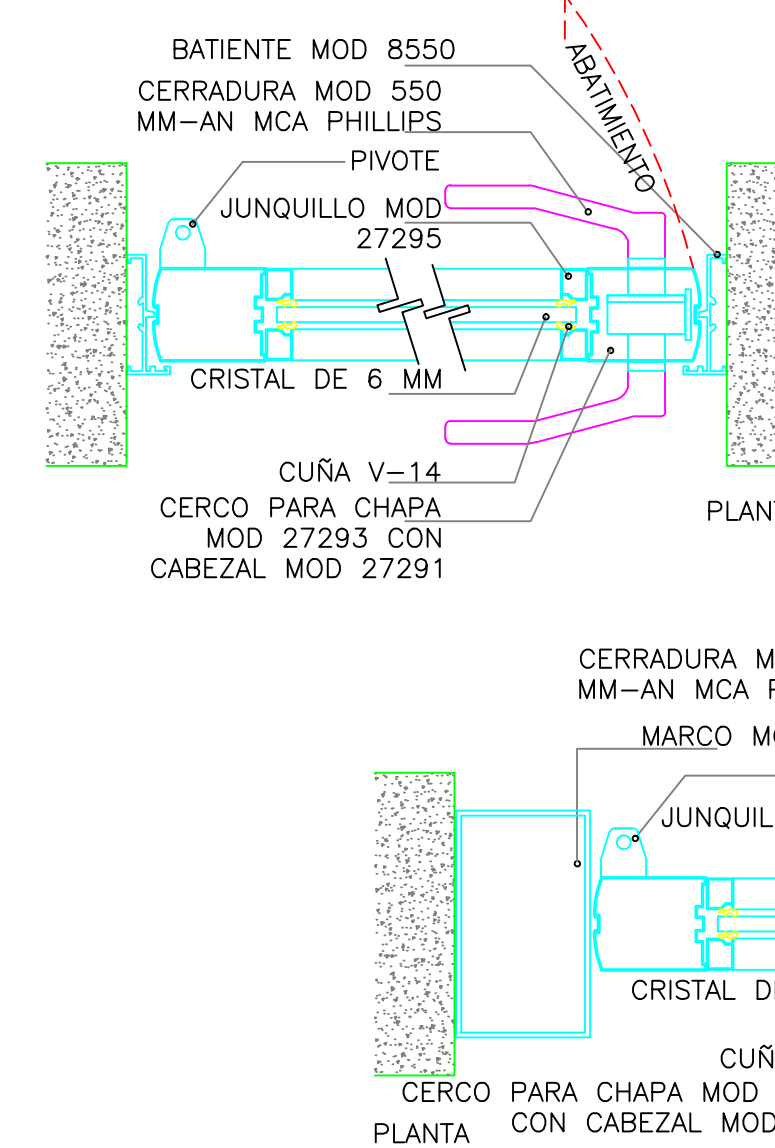 BATIENTE MOD 8550
CERRADURA MOD 550
MM-AN MCA PHILLIPS
PIVOTE
JUNQUILLO MOD
27295
ABATIMIENTO
CRISTAL DE 6 MM
CUÑA V-14
CERCO PARA CHAPA
MOD 27293 CON
CABEZAL MOD 27291
PLAN
CERRADURA M
MM-AN MCA
MARCO M
JUNQUIL
CRISTAL D
CUÑ
CERCO PARA CHAPA MOD
CON CABEZAL MOD
PLANTA